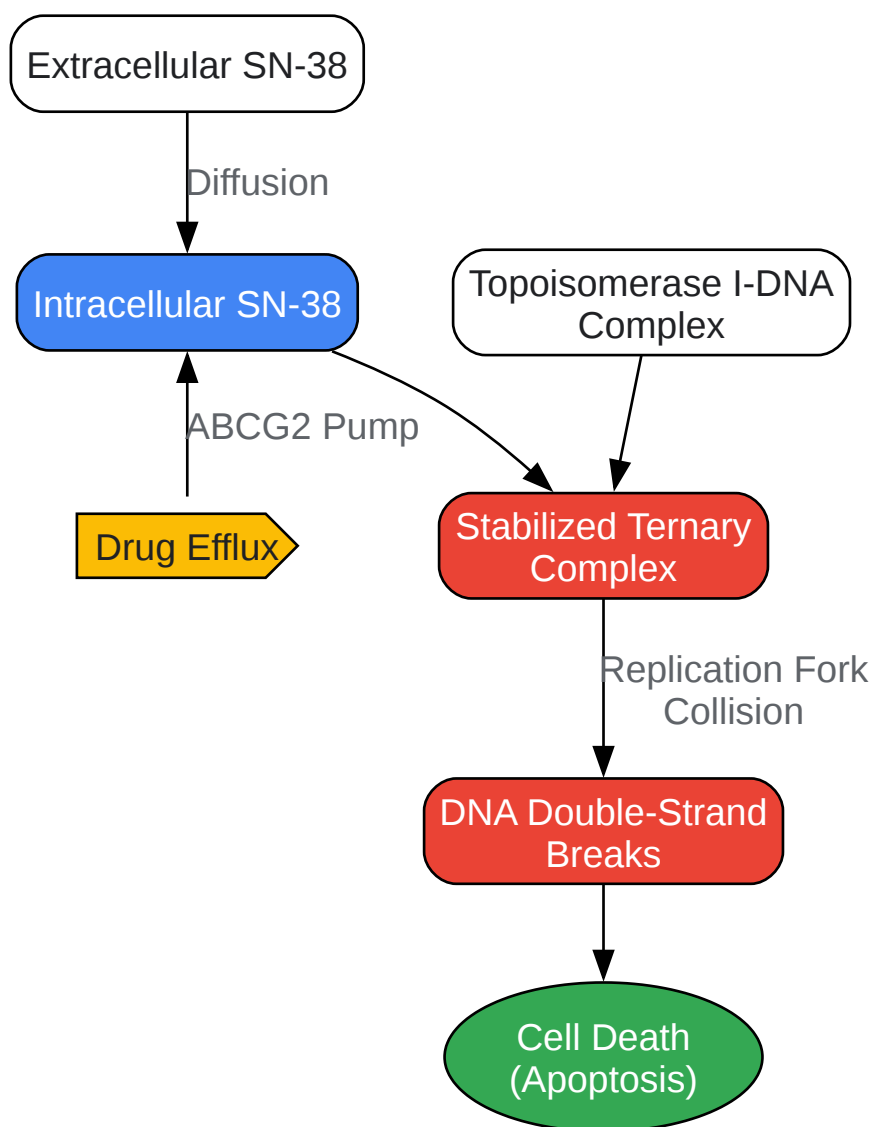 Extracellular SN-38
Diffusion
Intracellular SN-38
Topoisomerase I-DNA
Complex
ABCG2 Pump
Drug Efflux
Stabilized Ternary
Complex
Replication Fork
Collision
DNA Double-Strand
Breaks
Cell Death
(Apoptosis)